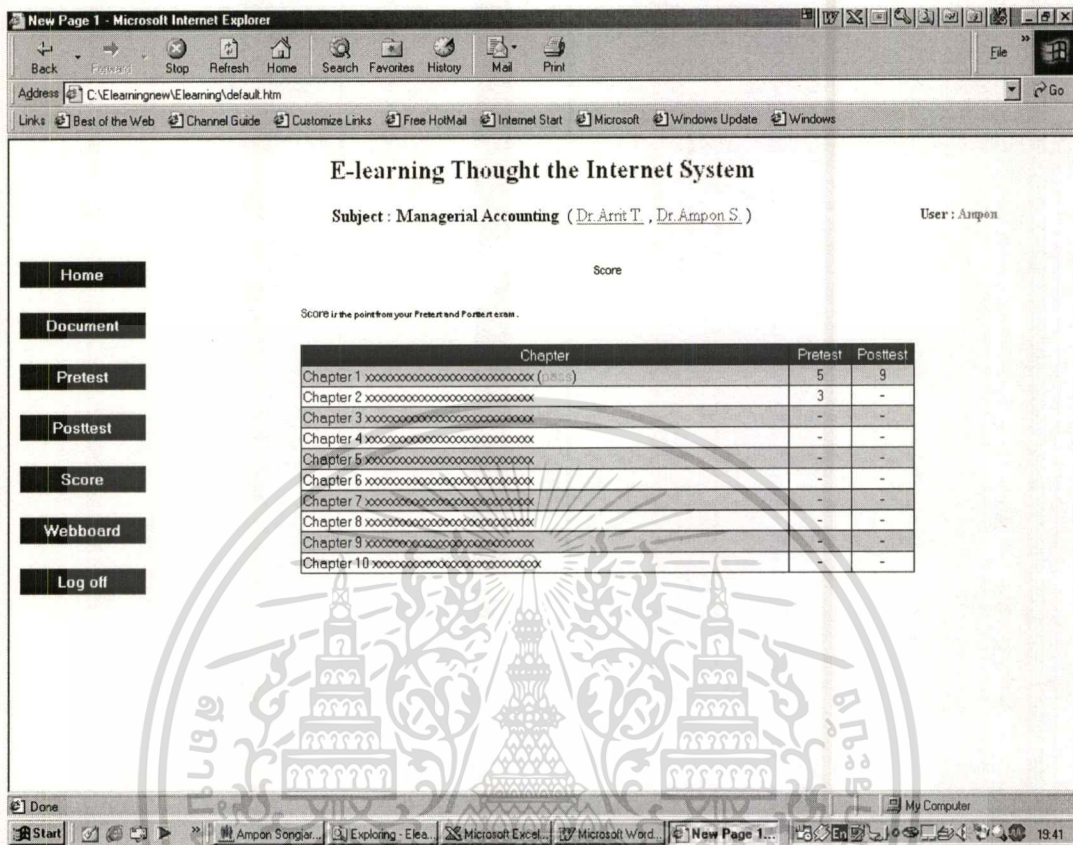 New Page 1 - Microsoft Internet Explorer
Back Forward Stop Refresh Home Search Favorites History Mail Print File »
Address C:\Elearningnew\Elearning\default.htm Go
Links Best of the Web Channel Guide Customize Links Free HotMail Internet Start Microsoft Windows Update Windows
E-learning Thought the Internet System
Subject : Managerial Accounting ( Dr.Arrit T. , Dr.Ampon S. ) User : Ampon
Home
Score
Document
Score is the point from your Pretest and Posttest exam.
Pretest
Posttest
Score
Webboard
Log off
Chapter Pretest Posttest
Chapter 1 xxxxxxxxxxxxxxxxxxxxxxxxxx (pass) 5 9
Chapter 2 xxxxxxxxxxxxxxxxxxxxxxxxxx 3 -
Chapter 3 xxxxxxxxxxxxxxxxxxxxxxxxxx - -
Chapter 4 xxxxxxxxxxxxxxxxxxxxxxxxxx - -
Chapter 5 xxxxxxxxxxxxxxxxxxxxxxxxxx - -
Chapter 6 xxxxxxxxxxxxxxxxxxxxxxxxxx - -
Chapter 7 xxxxxxxxxxxxxxxxxxxxxxxxxx - -
Chapter 8 xxxxxxxxxxxxxxxxxxxxxxxxxx - -
Chapter 9 xxxxxxxxxxxxxxxxxxxxxxxxxx - -
Chapter 10 xxxxxxxxxxxxxxxxxxxxxxxxxx - -
Done My Computer
Start » Ampon Songjar... Exploring - Elea... Microsoft Excel... Microsoft Word... New Page 1... En 19:41